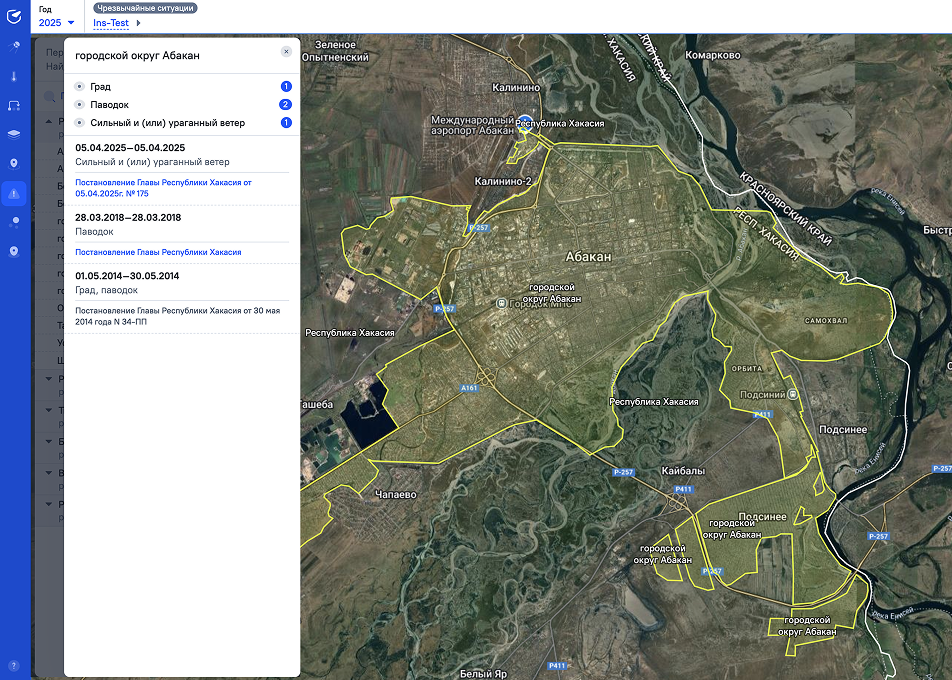 Год
2025
Чрезвычайные ситуации
Ins-Test
городской округ Абакан
Град
1
Паводок
2
Сильный и (или) ураганный ветер
1
05.04.2025—05.04.2025
Сильный и (или) ураганный ветер
Постановление Главы Республики Хакасия от
05.04.2025г. № 175
28.03.2018—28.03.2018
Паводок
Постановление Главы Республики Хакасия
01.05.2014—30.05.2014
Град, паводок
Постановление Главы Республики Хакасия от 30 мая
2014 года N 34-ПП
?
Зеленое
Опытненский
Калинино
Комарково
Международный
аэропорт Абакан
Республика Хакасия
Калинино-2
КРАСНОЯРСКИЙ КРАЙ
РЕСП. ХАКАСИЯ
река Енисей
Р-257
Абакан
городской
округ Абакан
Р-257
САМОХВАЛ
Республика Хакасия
ОРБИТА
А161
Подсиний
Республика Хакасия
Р411
Подсинее
река Енисей
Кайбалы
Р-257
Р411
Чапаево
Подсинее
городской
округ Абакан
Р-257
городской
округ Абакан
Р-257
река Енисей
городской
округ Абакан
Р411
Белый Яр